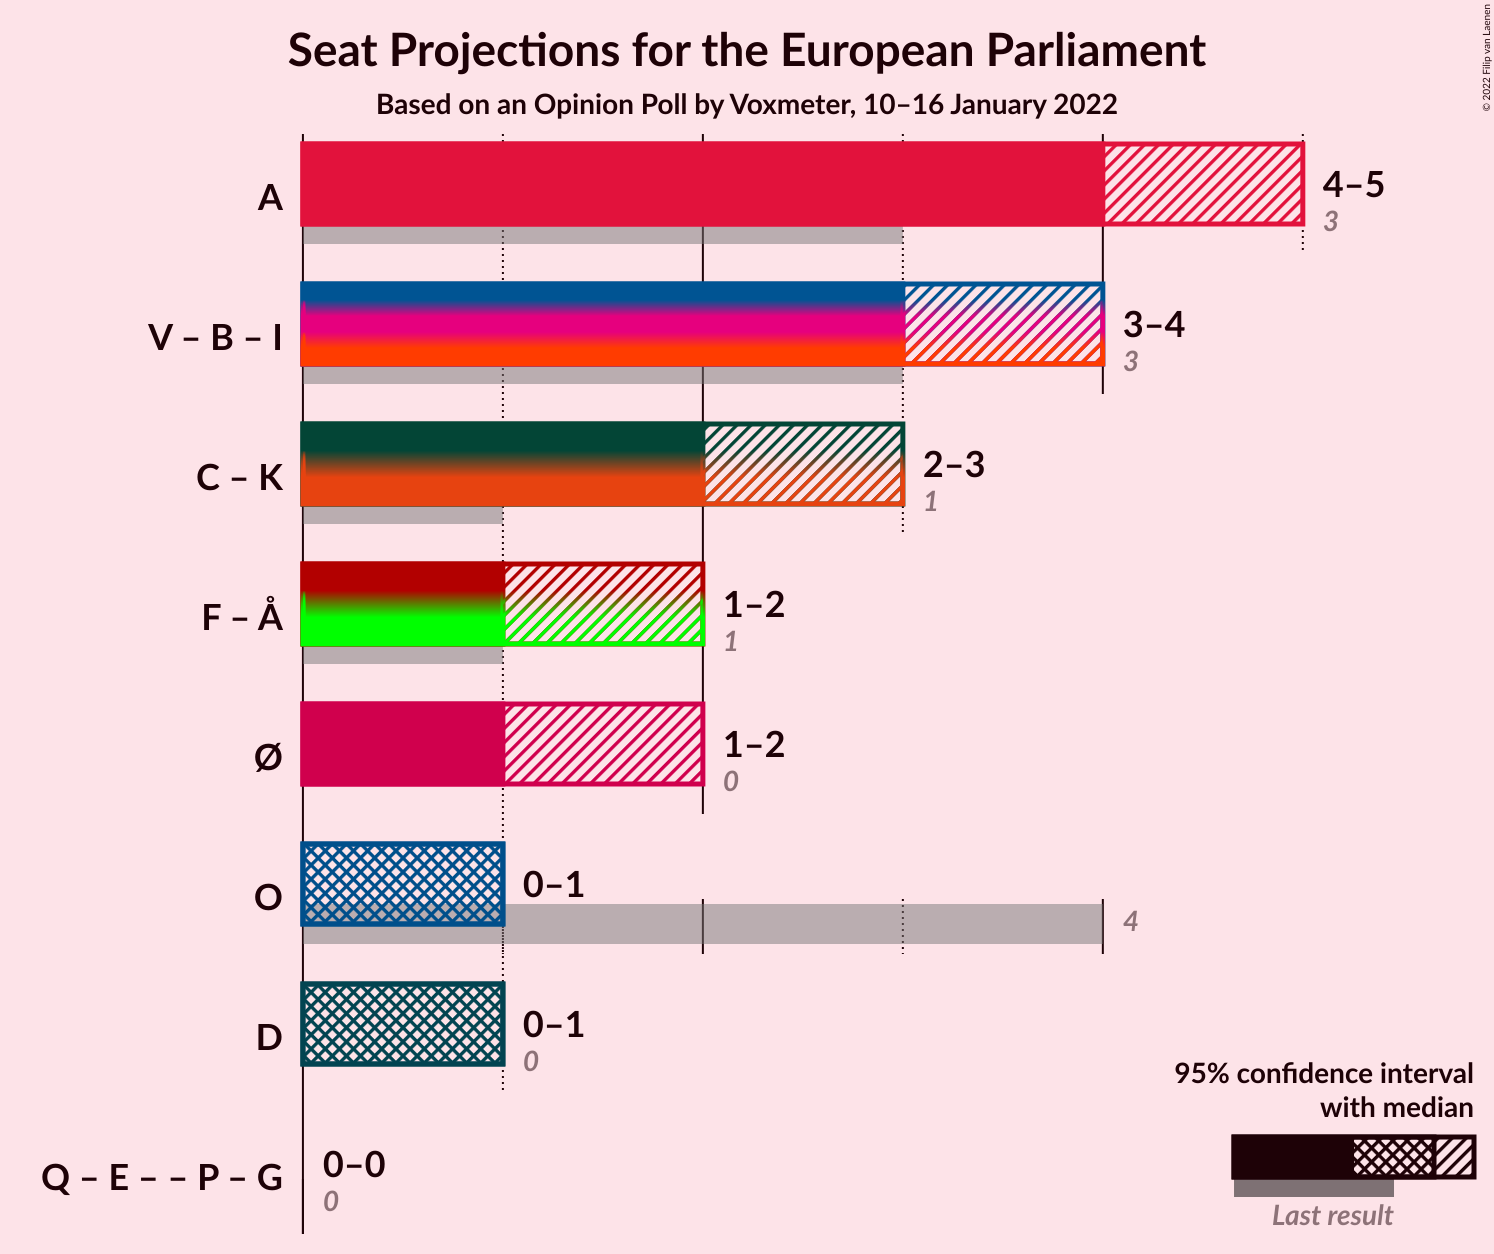 Seat Projections for the European Parliament
Based on an Opinion Poll by Voxmeter, 10–16 January 2022
© 2022 Filip van Laenen
A
4–5
3
V – B – I
3–4
3
C – K
2–3
1
F – Å
1–2
1
Ø
1–2
0
O
0–1
4
D
0–1
0
Q – E – – P – G
0–0
0
95% confidence interval
with median
Last result